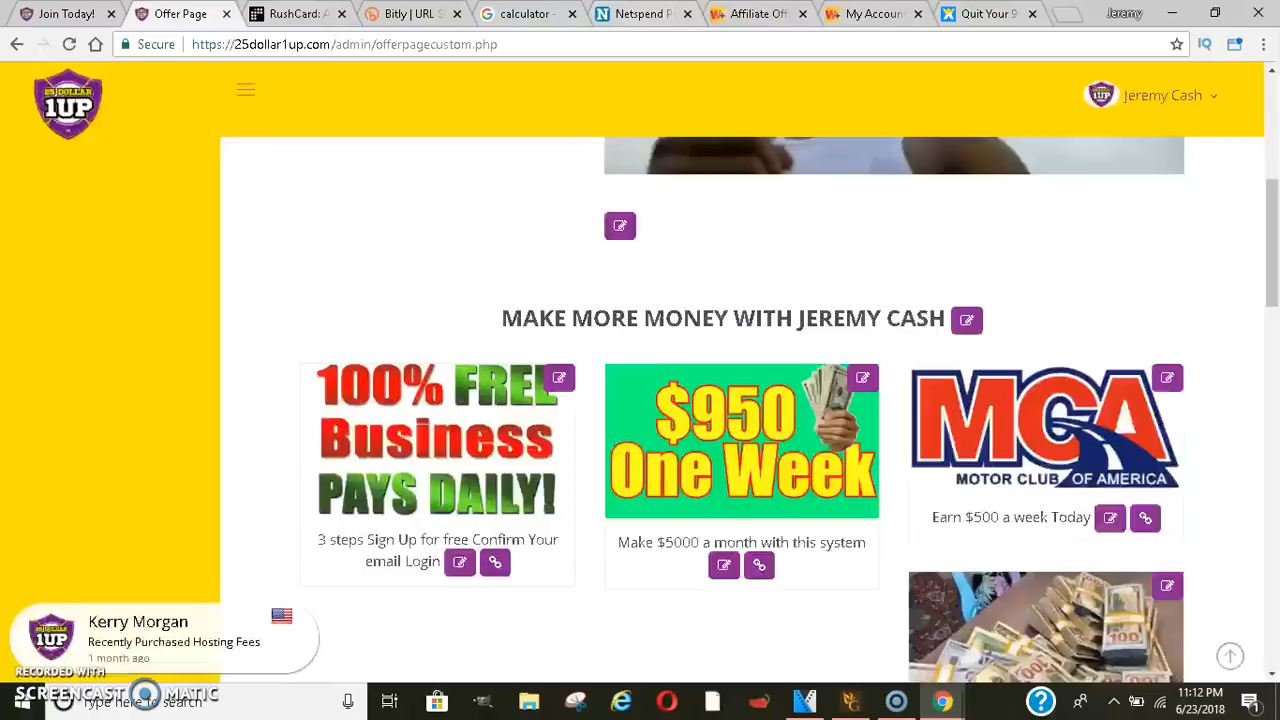 Join Today
Offer Page
RushCard: A
Bitly | URL S
calculator -
Netspend P
Affiliate Off
My Accoun
Quit Your 9
Jeremy
Secure
https://25dollar1up.com/admin/offerpagecustom.php
25 DOLLAR
1UP
Jeremy Cash
MAKE MORE MONEY WITH JEREMY CASH
100% FREE
Business
PAYS DAILY!
3 steps Sign Up for free Confirm Your
email Login
$950
One Week
Make $5000 a month with this system
MCA
MOTOR CLUB OF AMERICA
Earn $500 a week Today
100
1UP
Kerry Morgan
Recently Purchased Hosting Fees
1 month ago
RECORDED WITH
SCREENCAST MATIC
Type here to search
11:12 PM
6/23/2018